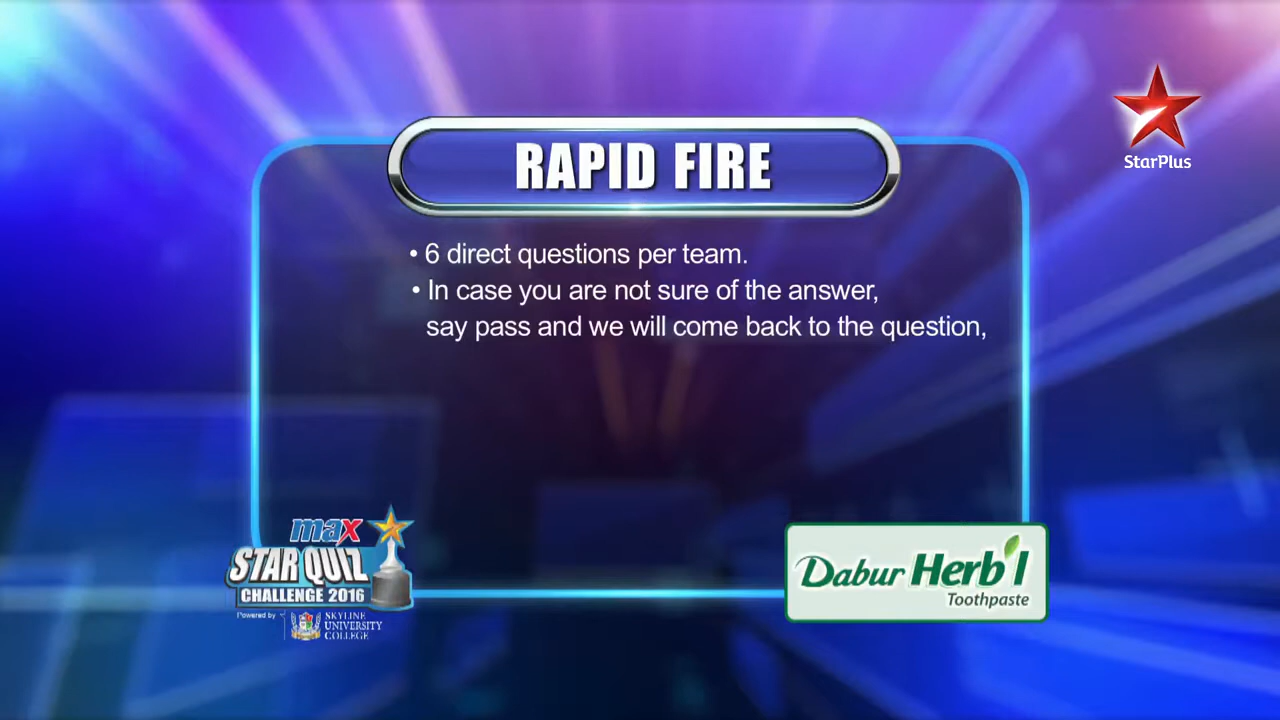 RAPID FIRE
StarPlus
• 6 direct questions per team.
• In case you are not sure of the answer,
say pass and we will come back to the question,
max
STAR QUIZ
CHALLENGE 2016
Powered by
SKYLINE
UNIVERSITY
COLLEGE
Dabur Herb'l
Toothpaste